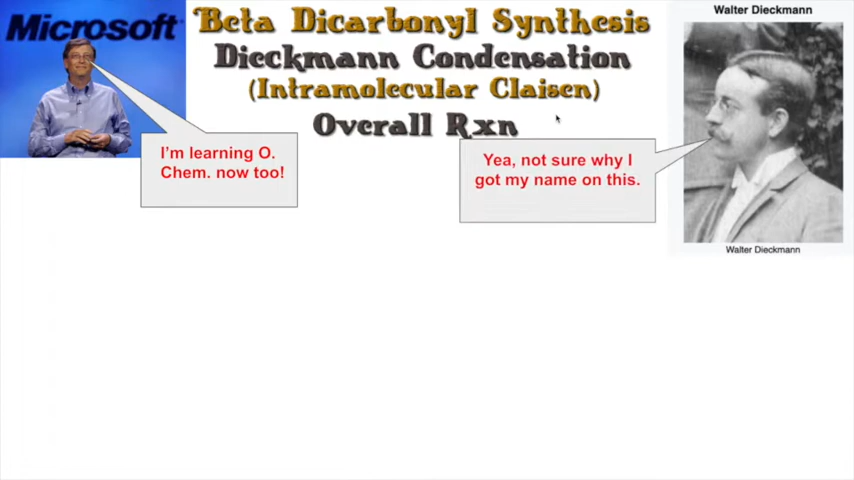 Microsoft
Beta Dicarbonyl Synthesis
Dieckmann Condensation
(Intramolecular Claisen)
Overall Rxn
I'm learning O.
Chem. now too!
Yea, not sure why I
got my name on this.
Walter Dieckmann
Walter Dieckmann